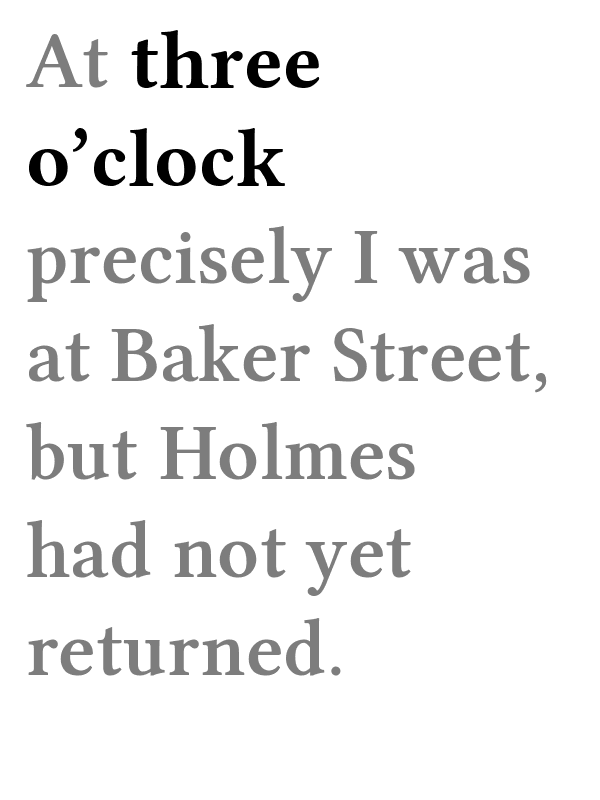 At three
o’clock
precisely I was
at Baker Street,
but Holmes
had not yet
returned.